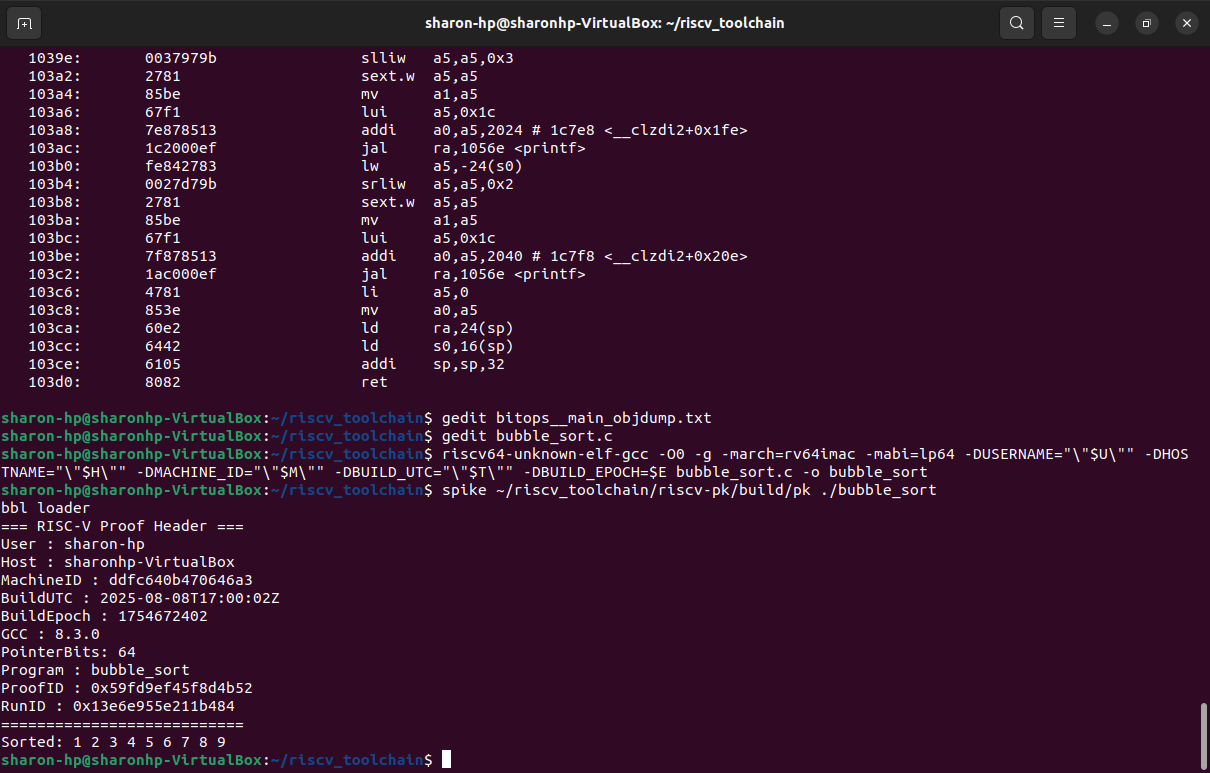 sharon-hp@sharonhp-VirtualBox: ~/riscv_toolchain
1039e: 0037979b slliw a5,a5,0x3
103a2: 2781 sext.w a5,a5
103a4: 85be mv a1,a5
103a6: 67f1 lui a5,0x1c
103a8: 7e878513 addi a0,a5,2024 # 1c7e8 <__clzdi2+0x1fe>
103ac: 1c2000ef jal ra,1056e <printf>
103b0: fe842783 lw a5,-24(s0)
103b4: 0027d79b srliw a5,a5,0x2
103b8: 2781 sext.w a5,a5
103ba: 85be mv a1,a5
103bc: 67f1 lui a5,0x1c
103be: 7f878513 addi a0,a5,2040 # 1c7f8 <__clzdi2+0x20e>
103c2: 1ac000ef jal ra,1056e <printf>
103c6: 4781 li a5,0
103c8: 853e mv a0,a5
103ca: 60e2 ld ra,24(sp)
103cc: 6442 ld s0,16(sp)
103ce: 6105 addi sp,sp,32
103d0: 8082 ret
sharon-hp@sharonhp-VirtualBox:~/riscv_toolchain$ gedit bitops__main_objdump.txt
sharon-hp@sharonhp-VirtualBox:~/riscv_toolchain$ gedit bubble_sort.c
sharon-hp@sharonhp-VirtualBox:~/riscv_toolchain$ riscv64-unknown-elf-gcc -O0 -g -march=rv64imac -mabi=lp64 -DUSERNAME="\"$U\"" -DHOS
TNAME="\"$H\"" -DMACHINE_ID="\"$M\"" -DBUILD_UTC="\"$T\"" -DBUILD_EPOCH=$E bubble_sort.c -o bubble_sort
sharon-hp@sharonhp-VirtualBox:~/riscv_toolchain$ spike ~/riscv_toolchain/riscv-pk/build/pk ./bubble_sort
bbl loader
=== RISC-V Proof Header ===
User : sharon-hp
Host : sharonhp-VirtualBox
MachineID : ddfc640b470646a3
BuildUTC : 2025-08-08T17:00:02Z
BuildEpoch : 1754672402
GCC : 8.3.0
PointerBits: 64
Program : bubble_sort
ProofID : 0x59fd9ef45f8d4b52
RunID : 0x13e6e955e211b484
===========================
Sorted: 1 2 3 4 5 6 7 8 9
sharon-hp@sharonhp-VirtualBox:~/riscv_toolchain$